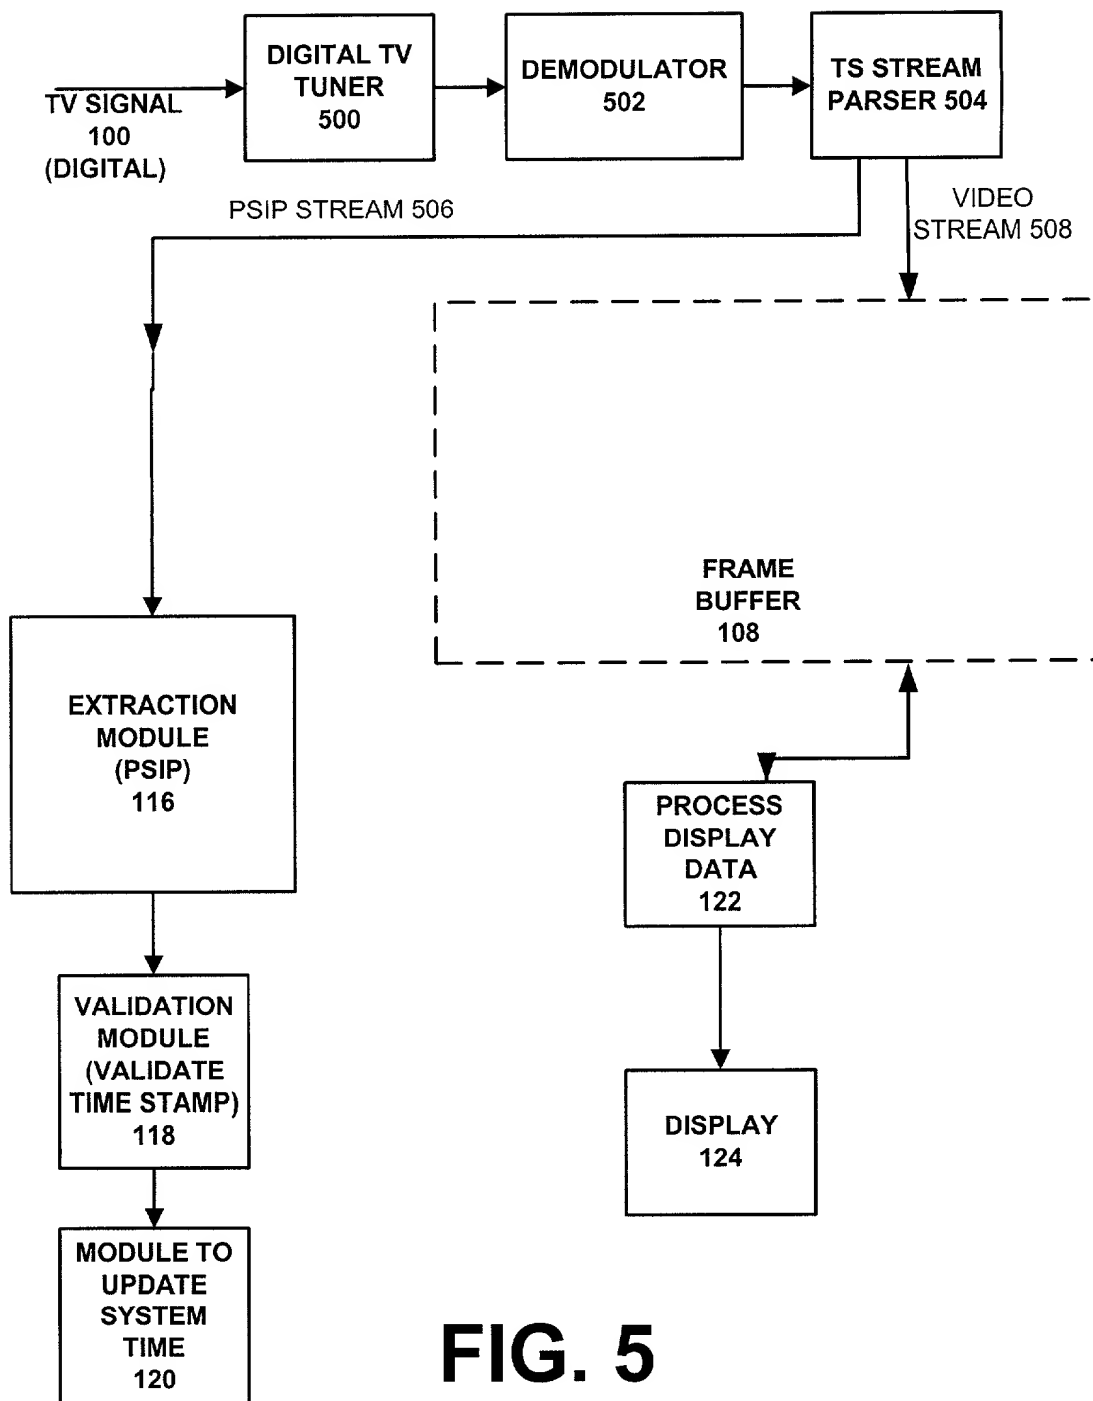 DIGITAL TV
TUNER
500
DEMODULATOR
502
TS STREAM
PARSER 504
TV SIGNAL
100
(DIGITAL)
PSIP STREAM 506
VIDEO
STREAM 508
FRAME
BUFFER
108
EXTRACTION
MODULE
(PSIP)
116
PROCESS
DISPLAY
DATA
122
VALIDATION
MODULE
(VALIDATE
TIME STAMP)
118
DISPLAY
124
MODULE TO
UPDATE
SYSTEM
TIME
120
FIG. 5